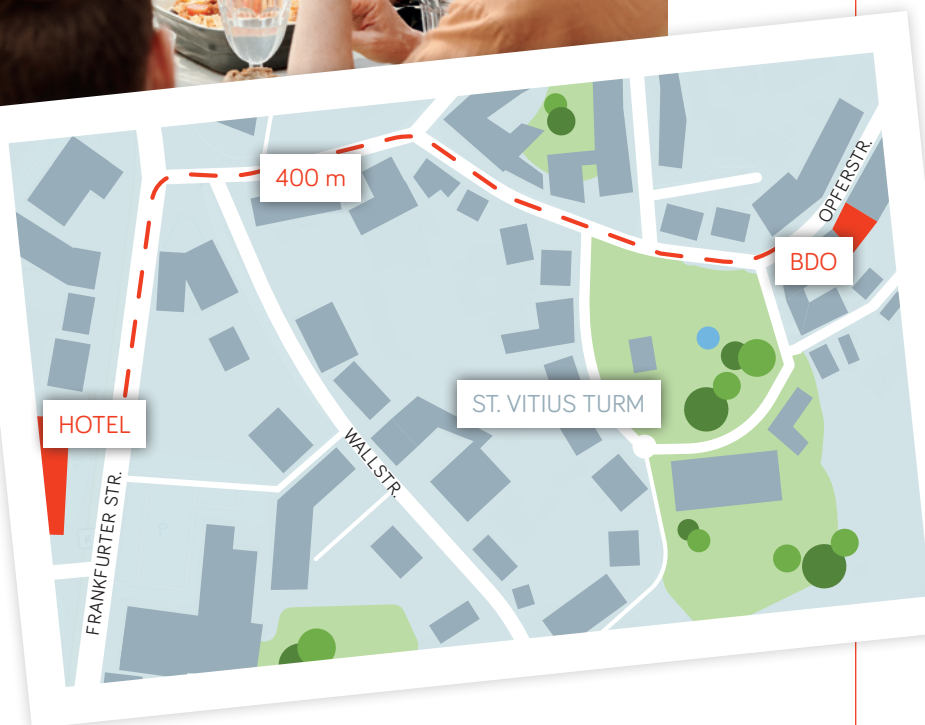 400 m
OPFERSTR.
BDO
ST. VITIUS TURM
HOTEL
WALLSTR.
FRANKFURTER STR.